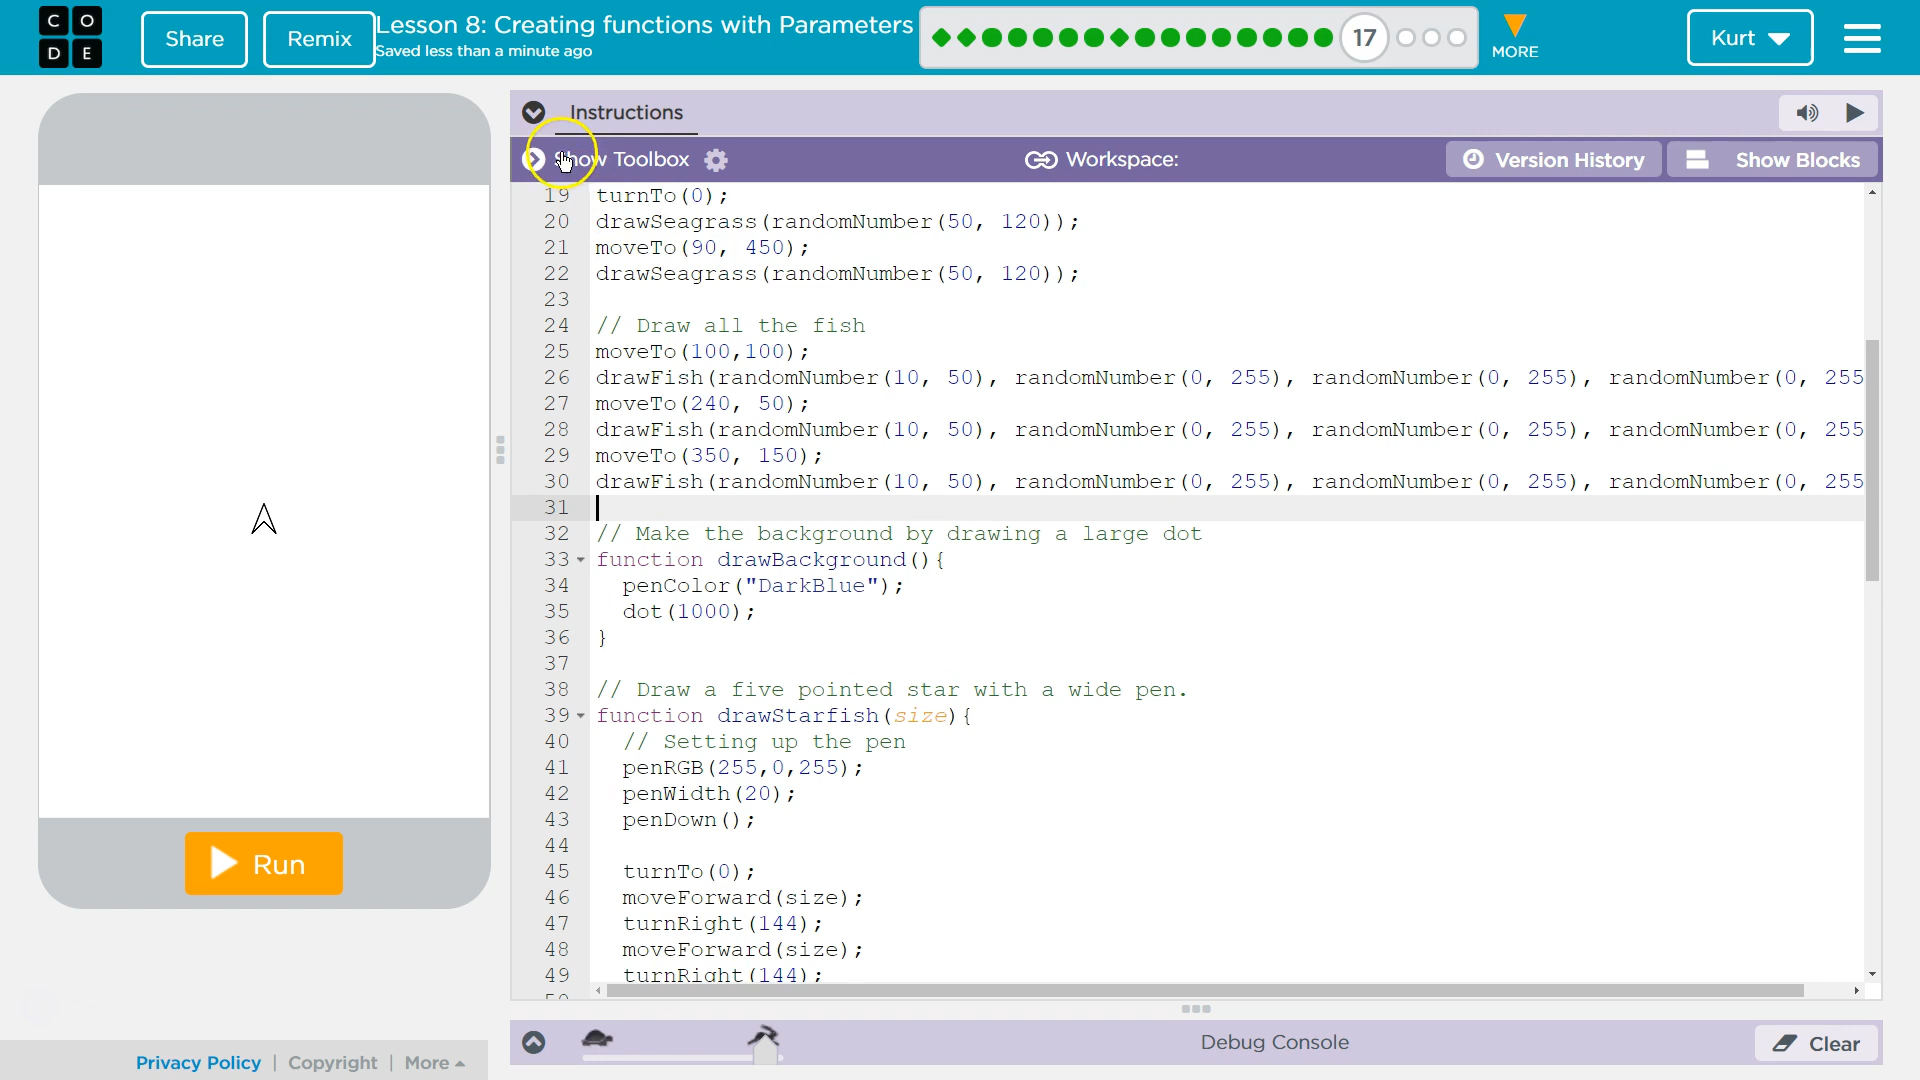 C O
D E
Share
Remix
Lesson 8: Creating functions with Parameters
Saved less than a minute ago
17
MORE
Kurt
Instructions
Show Toolbox
Workspace:
Version History
Show Blocks
19 turnTo(0);
20 drawSeagrass(randomNumber(50, 120));
21 moveTo(90, 450);
22 drawSeagrass(randomNumber(50, 120));
23
24 // Draw all the fish
25 moveTo(100,100);
26 drawFish(randomNumber(10, 50), randomNumber(0, 255), randomNumber(0, 255), randomNumber(0, 255
27 moveTo(240, 50);
28 drawFish(randomNumber(10, 50), randomNumber(0, 255), randomNumber(0, 255), randomNumber(0, 255
29 moveTo(350, 150);
30 drawFish(randomNumber(10, 50), randomNumber(0, 255), randomNumber(0, 255), randomNumber(0, 255
31
32 // Make the background by drawing a large dot
33 function drawBackground(){
34 penColor("DarkBlue");
35 dot(1000);
36 }
37
38 // Draw a five pointed star with a wide pen.
39 function drawStarfish(size){
40 // Setting up the pen
41 penRGB(255,0,255);
42 penWidth(20);
43 penDown();
44
45 turnTo(0);
46 moveForward(size);
47 turnRight(144);
48 moveForward(size);
49 turnRight(144);
50
Run
Debug Console
Clear
Privacy Policy | Copyright | More